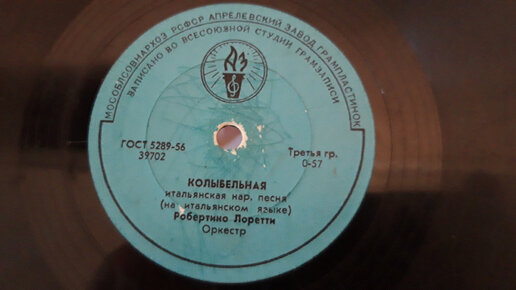 МОСОБЛСОВНАРХОЗ РСФСР АПРЕЛЕВСКИЙ ЗАВОД ГРАМПЛАСТИНОК
ЗАПИСАНО ВО ВСЕСОЮЗНОЙ СТУДИИ ГРАМЗАПИСИ
АЗ
ГОСТ 5289-56
39702
Третья гр.
0-57
КОЛЫБЕЛЬНАЯ
итальянская нар. песня
(на итальянском языке)
Робертино Лоретти
Оркестр